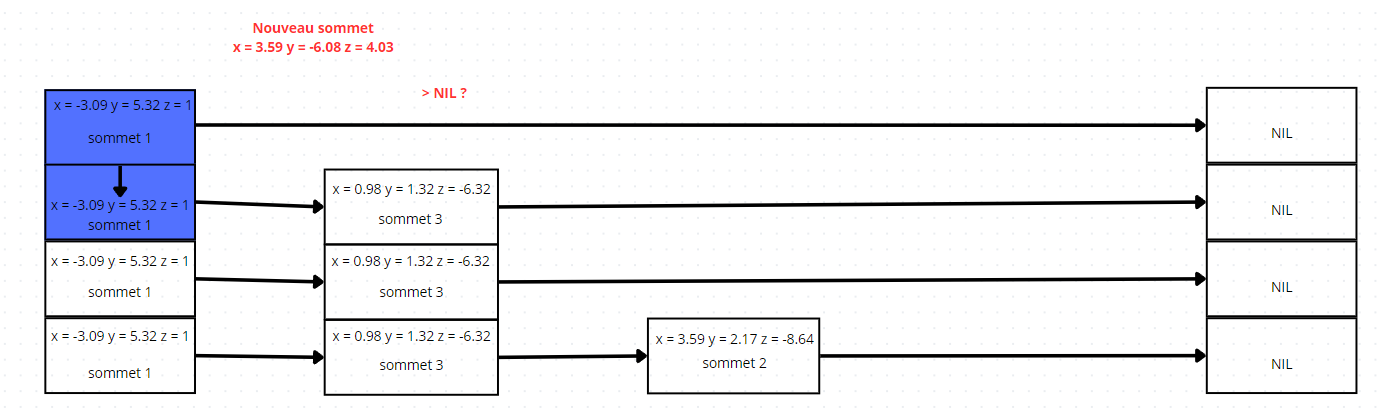 Nouveau sommet
x = 3.59 y = -6.08 z = 4.03
> NIL ?
x = -3.09 y = 5.32 z = 1
sommet 1
NIL
x = -3.09 y = 5.32 z = 1
sommet 1
x = 0.98 y = 1.32 z = -6.32
sommet 3
NIL
x = -3.09 y = 5.32 z = 1
sommet 1
x = 0.98 y = 1.32 z = -6.32
sommet 3
NIL
x = -3.09 y = 5.32 z = 1
sommet 1
x = 0.98 y = 1.32 z = -6.32
sommet 3
x = 3.59 y = 2.17 z = -8.64
sommet 2
NIL